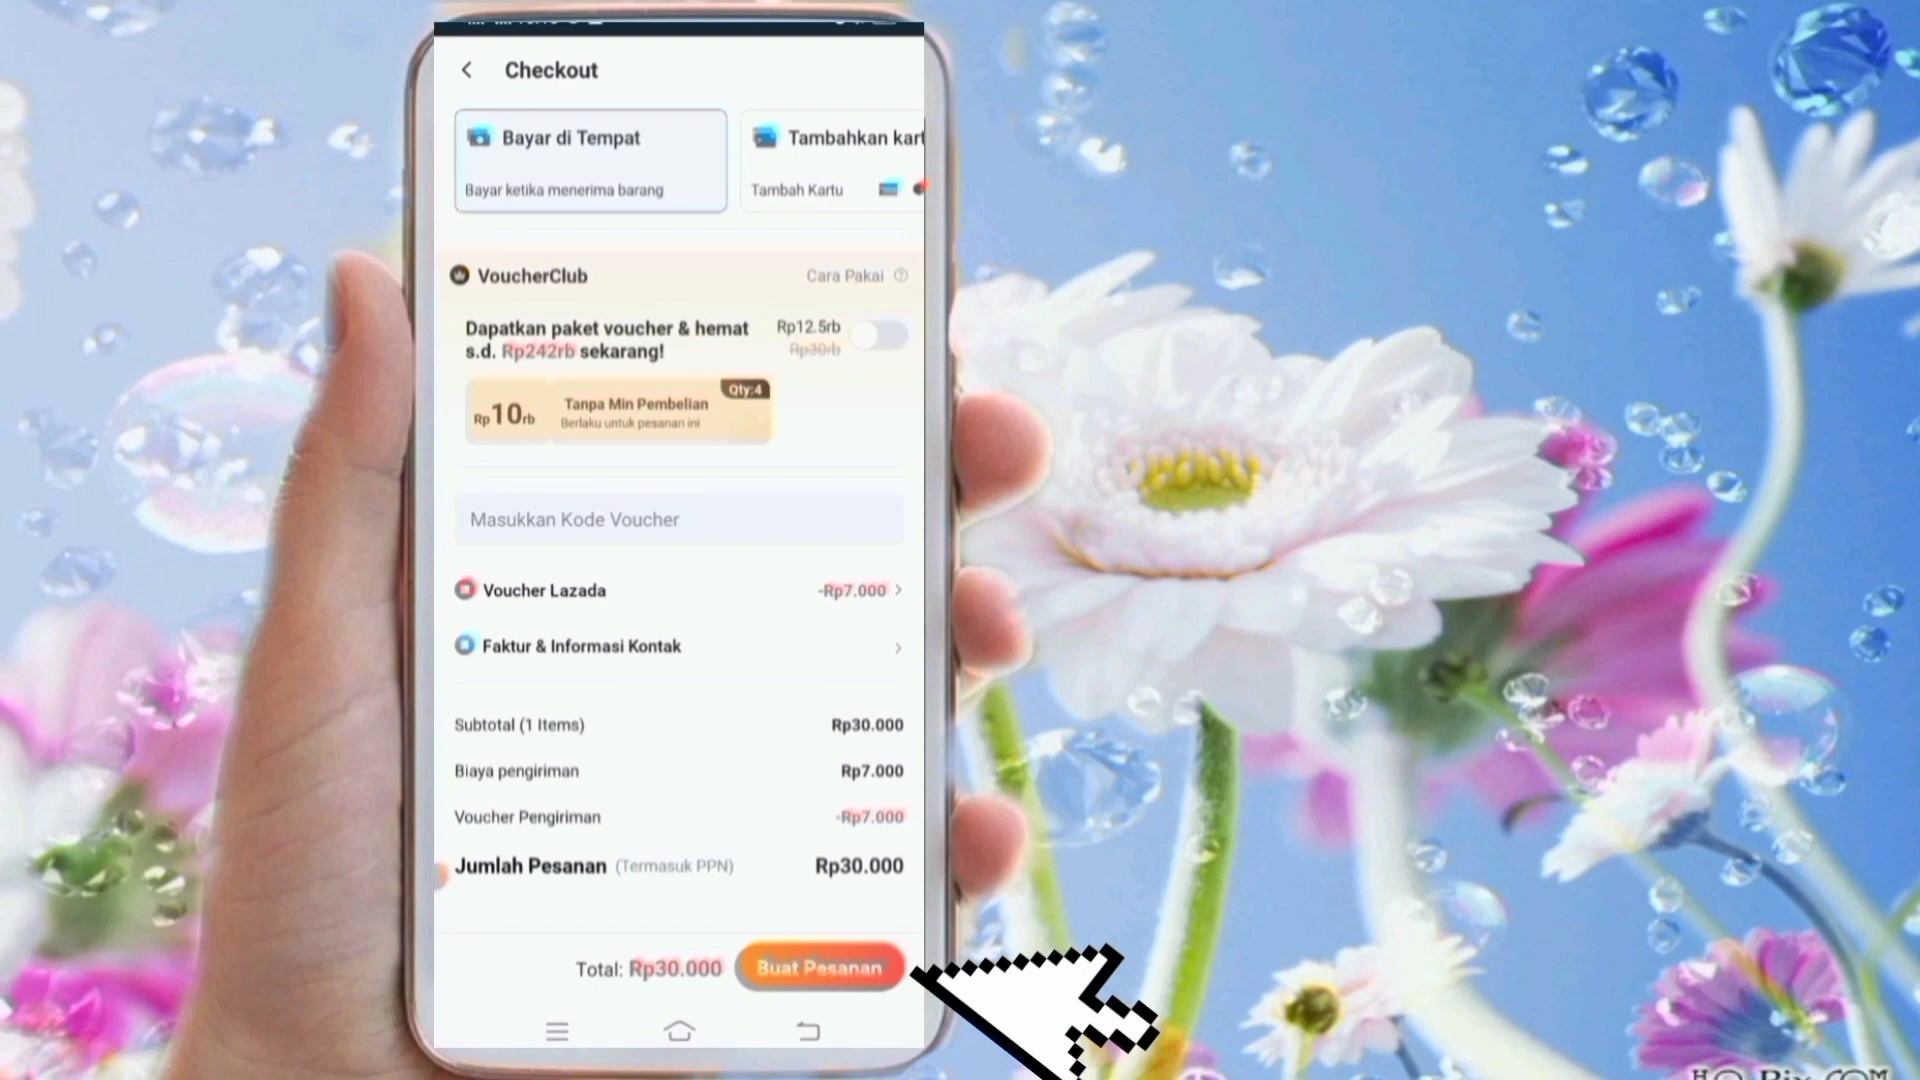 Checkout
Bayar di Tempat
Bayar ketika menerima barang
Tambahkan kart
Tambah Kartu
VoucherClub
Cara Pakai
Dapatkan paket voucher & hemat
s.d. Rp242rb sekarang!
Rp12.5rb
Rp30rb
Qty:4
Rp10rb
Tanpa Min Pembelian
Berlaku untuk pesanan ini
Masukkan Kode Voucher
Voucher Lazada
-Rp7.000
Faktur & Informasi Kontak
Subtotal (1 Items)
Rp30.000
Biaya pengiriman
Rp7.000
Voucher Pengiriman
-Rp7.000
Jumlah Pesanan (Termasuk PPN)
Rp30.000
Total: Rp30.000
Buat Pesanan